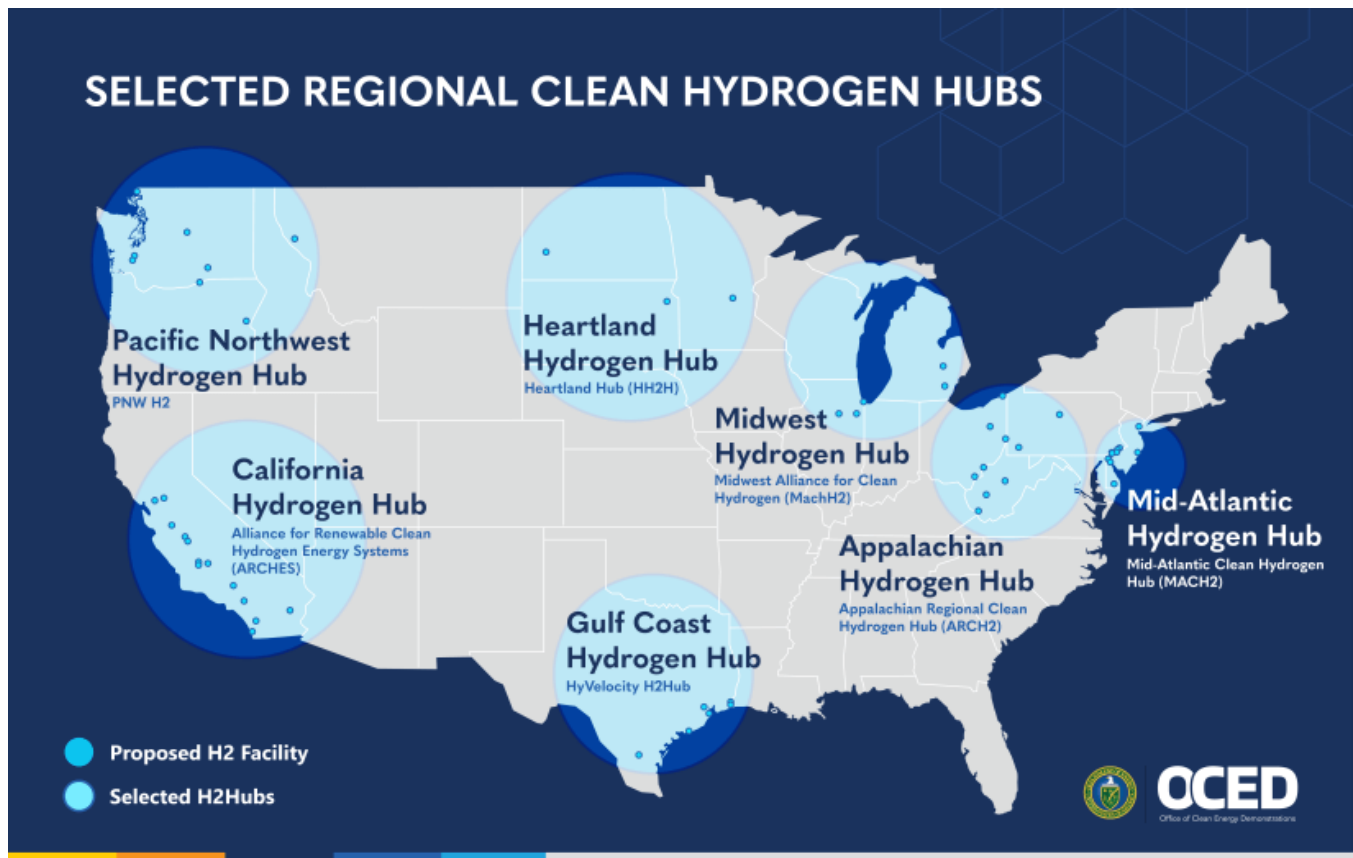 SELECTED REGIONAL CLEAN HYDROGEN HUBS
Pacific Northwest
Hydrogen Hub
PNW H2
Heartland
Hydrogen Hub
Heartland Hub (HH2H)
Midwest
Hydrogen Hub
Midwest Alliance for Clean
Hydrogen (MachH2)
California
Hydrogen Hub
Alliance for Renewable Clean
Hydrogen Energy Systems
(ARCHES)
Mid-Atlantic
Hydrogen Hub
Mid-Atlantic Clean Hydrogen
Hub (MACH2)
Appalachian
Hydrogen Hub
Appalachian Regional Clean
Hydrogen Hub (ARCH2)
Gulf Coast
Hydrogen Hub
HyVelocity H2Hub
Proposed H2 Facility
Selected H2Hubs
OCED
Office of Clean Energy Demonstrations